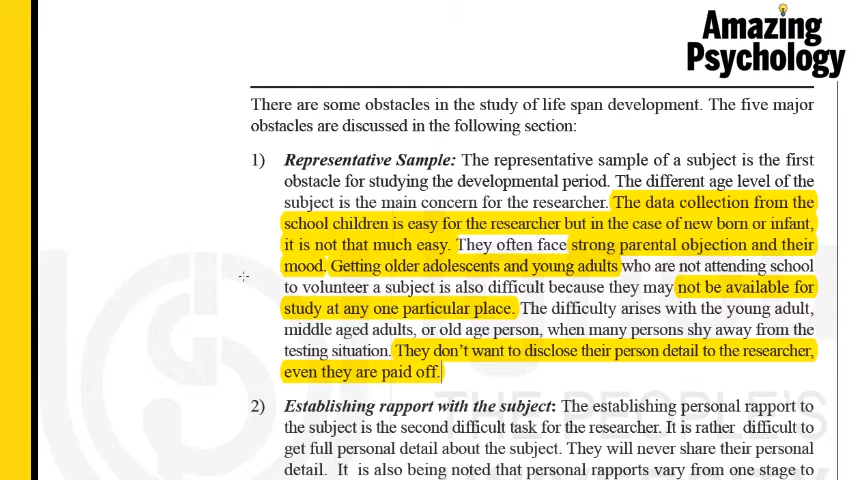 Amazing
Psychology
There are some obstacles in the study of life span development. The five major
obstacles are discussed in the following section:
1) Representative Sample: The representative sample of a subject is the first
obstacle for studying the developmental period. The different age level of the
subject is the main concern for the researcher. The data collection from the
school children is easy for the researcher but in the case of new born or infant,
it is not that much easy. They often face strong parental objection and their
mood. Getting older adolescents and young adults who are not attending school
to volunteer a subject is also difficult because they may not be available for
study at any one particular place. The difficulty arises with the young adult,
middle aged adults, or old age person, when many persons shy away from the
testing situation. They don't want to disclose their person detail to the researcher,
even they are paid off.
2) Establishing rapport with the subject: The establishing personal rapport to
the subject is the second difficult task for the researcher. It is rather difficult to
get full personal detail about the subject. They will never share their personal
detail. It is also being noted that personal rapports vary from one stage to
THE PEOPLE'S
UNIVERSITY